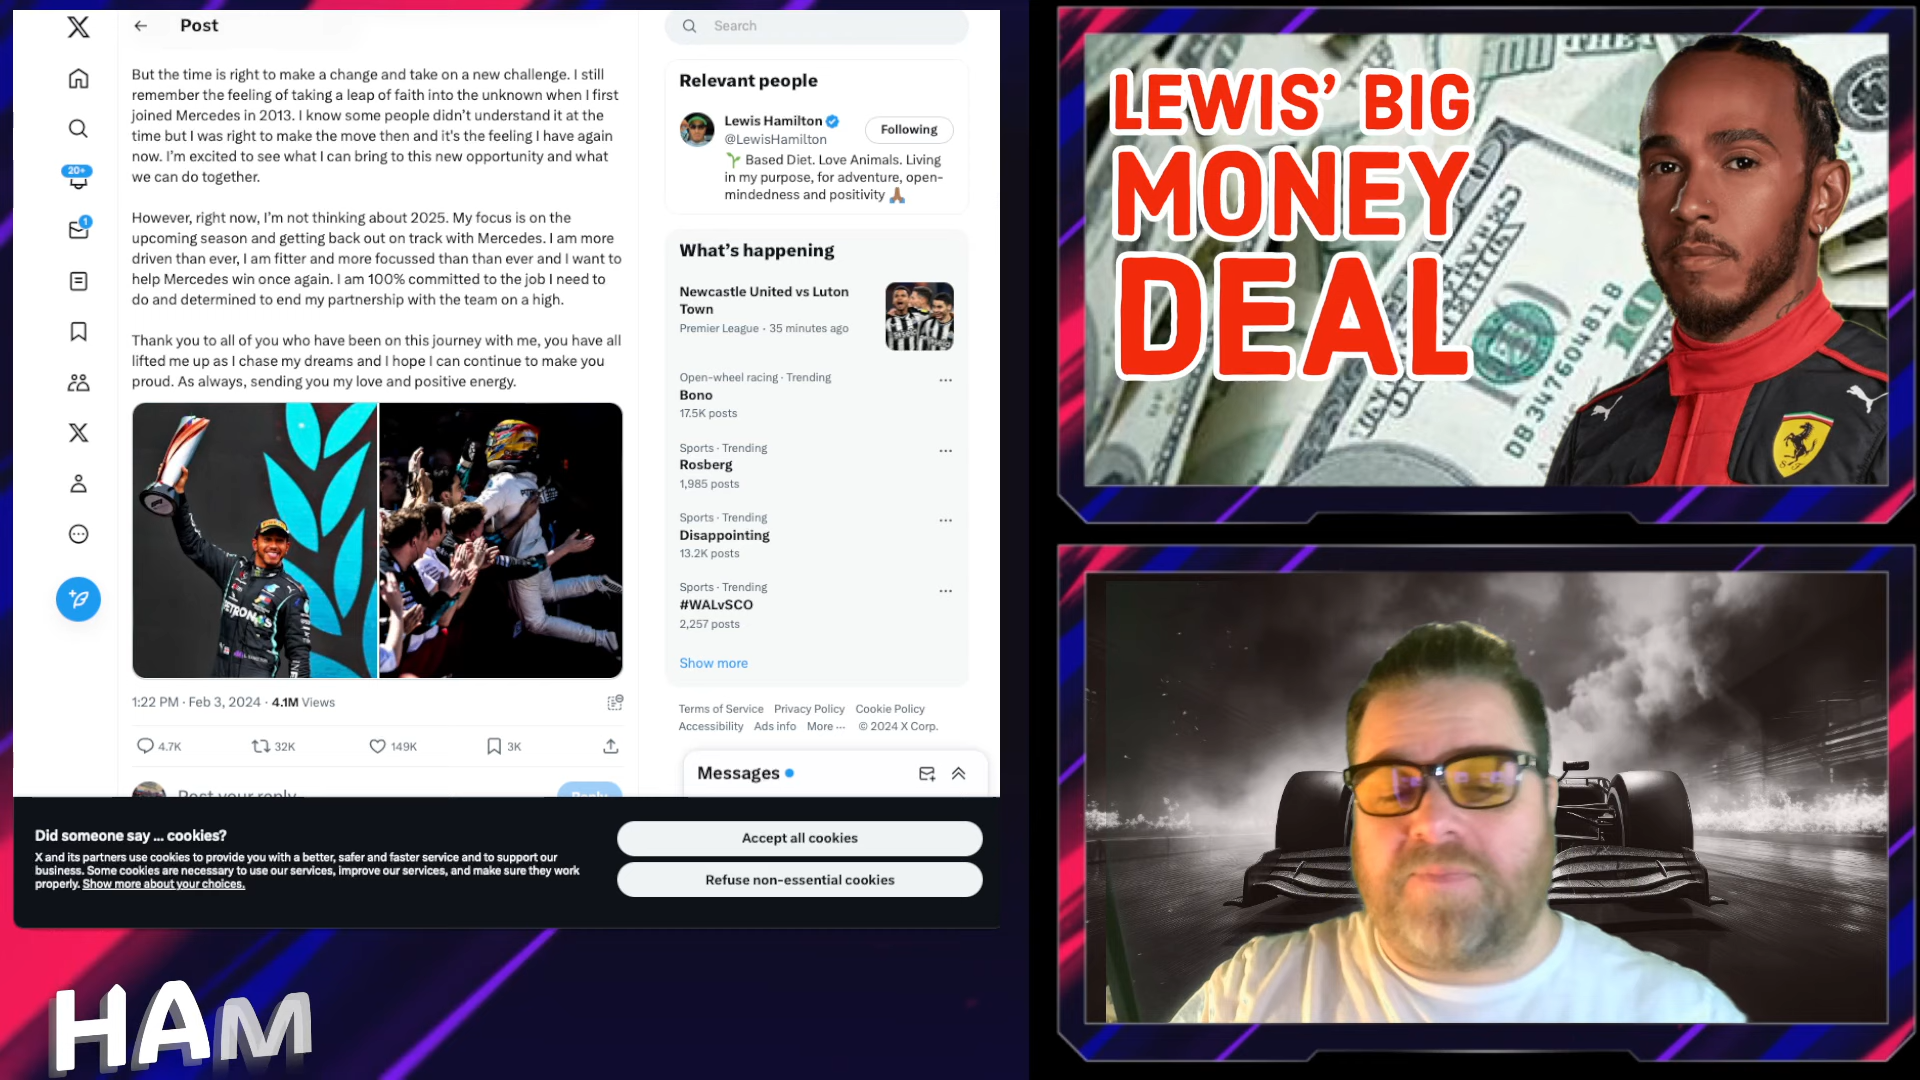 Post
But the time is right to make a change and take on a new challenge. I still
remember the feeling of taking a leap of faith into the unknown when I first
joined Mercedes in 2013. I know some people didn’t understand it at the
time but I was right to make the move then and it's the feeling I have again
now. I’m excited to see what I can bring to this new opportunity and what
we can do together.
However, right now, I’m not thinking about 2025. My focus is on the
upcoming season and getting back out on track with Mercedes. I am more
driven than ever, I am fitter and more focussed than than ever and I want to
help Mercedes win once again. I am 100% committed to the job I need to
do and determined to end my partnership with the team on a high.
Thank you to all of you who have been on this journey with me, you have all
lifted me up as I chase my dreams and I hope I can continue to make you
proud. As always, sending you my love and positive energy.
PETRONAS
1:22 PM · Feb 3, 2024 · 4.1M Views
4.7K 32K 149K 3K
Post your reply
Reply
20+
1
Search
Relevant people
Lewis Hamilton
@LewisHamilton
Following
Based Diet. Love Animals. Living
in my purpose, for adventure, open-
mindedness and positivity
What’s happening
Newcastle United vs Luton
Town
Premier League · 35 minutes ago
Open-wheel racing · Trending
Bono
17.5K posts
Sports · Trending
Rosberg
1,985 posts
Sports · Trending
Disappointing
13.2K posts
Sports · Trending
#WALvSCO
2,257 posts
Show more
Terms of Service Privacy Policy Cookie Policy
Accessibility Ads info More ··· © 2024 X Corp.
Messages
Did someone say … cookies?
X and its partners use cookies to provide you with a better, safer and faster service and to support our
business. Some cookies are necessary to use our services, improve our services, and make sure they work
properly. Show more about your choices.
Accept all cookies
Refuse non-essential cookies
HAM
LEWIS’ BIG
MONEY
DEAL
DB34760481B
SF